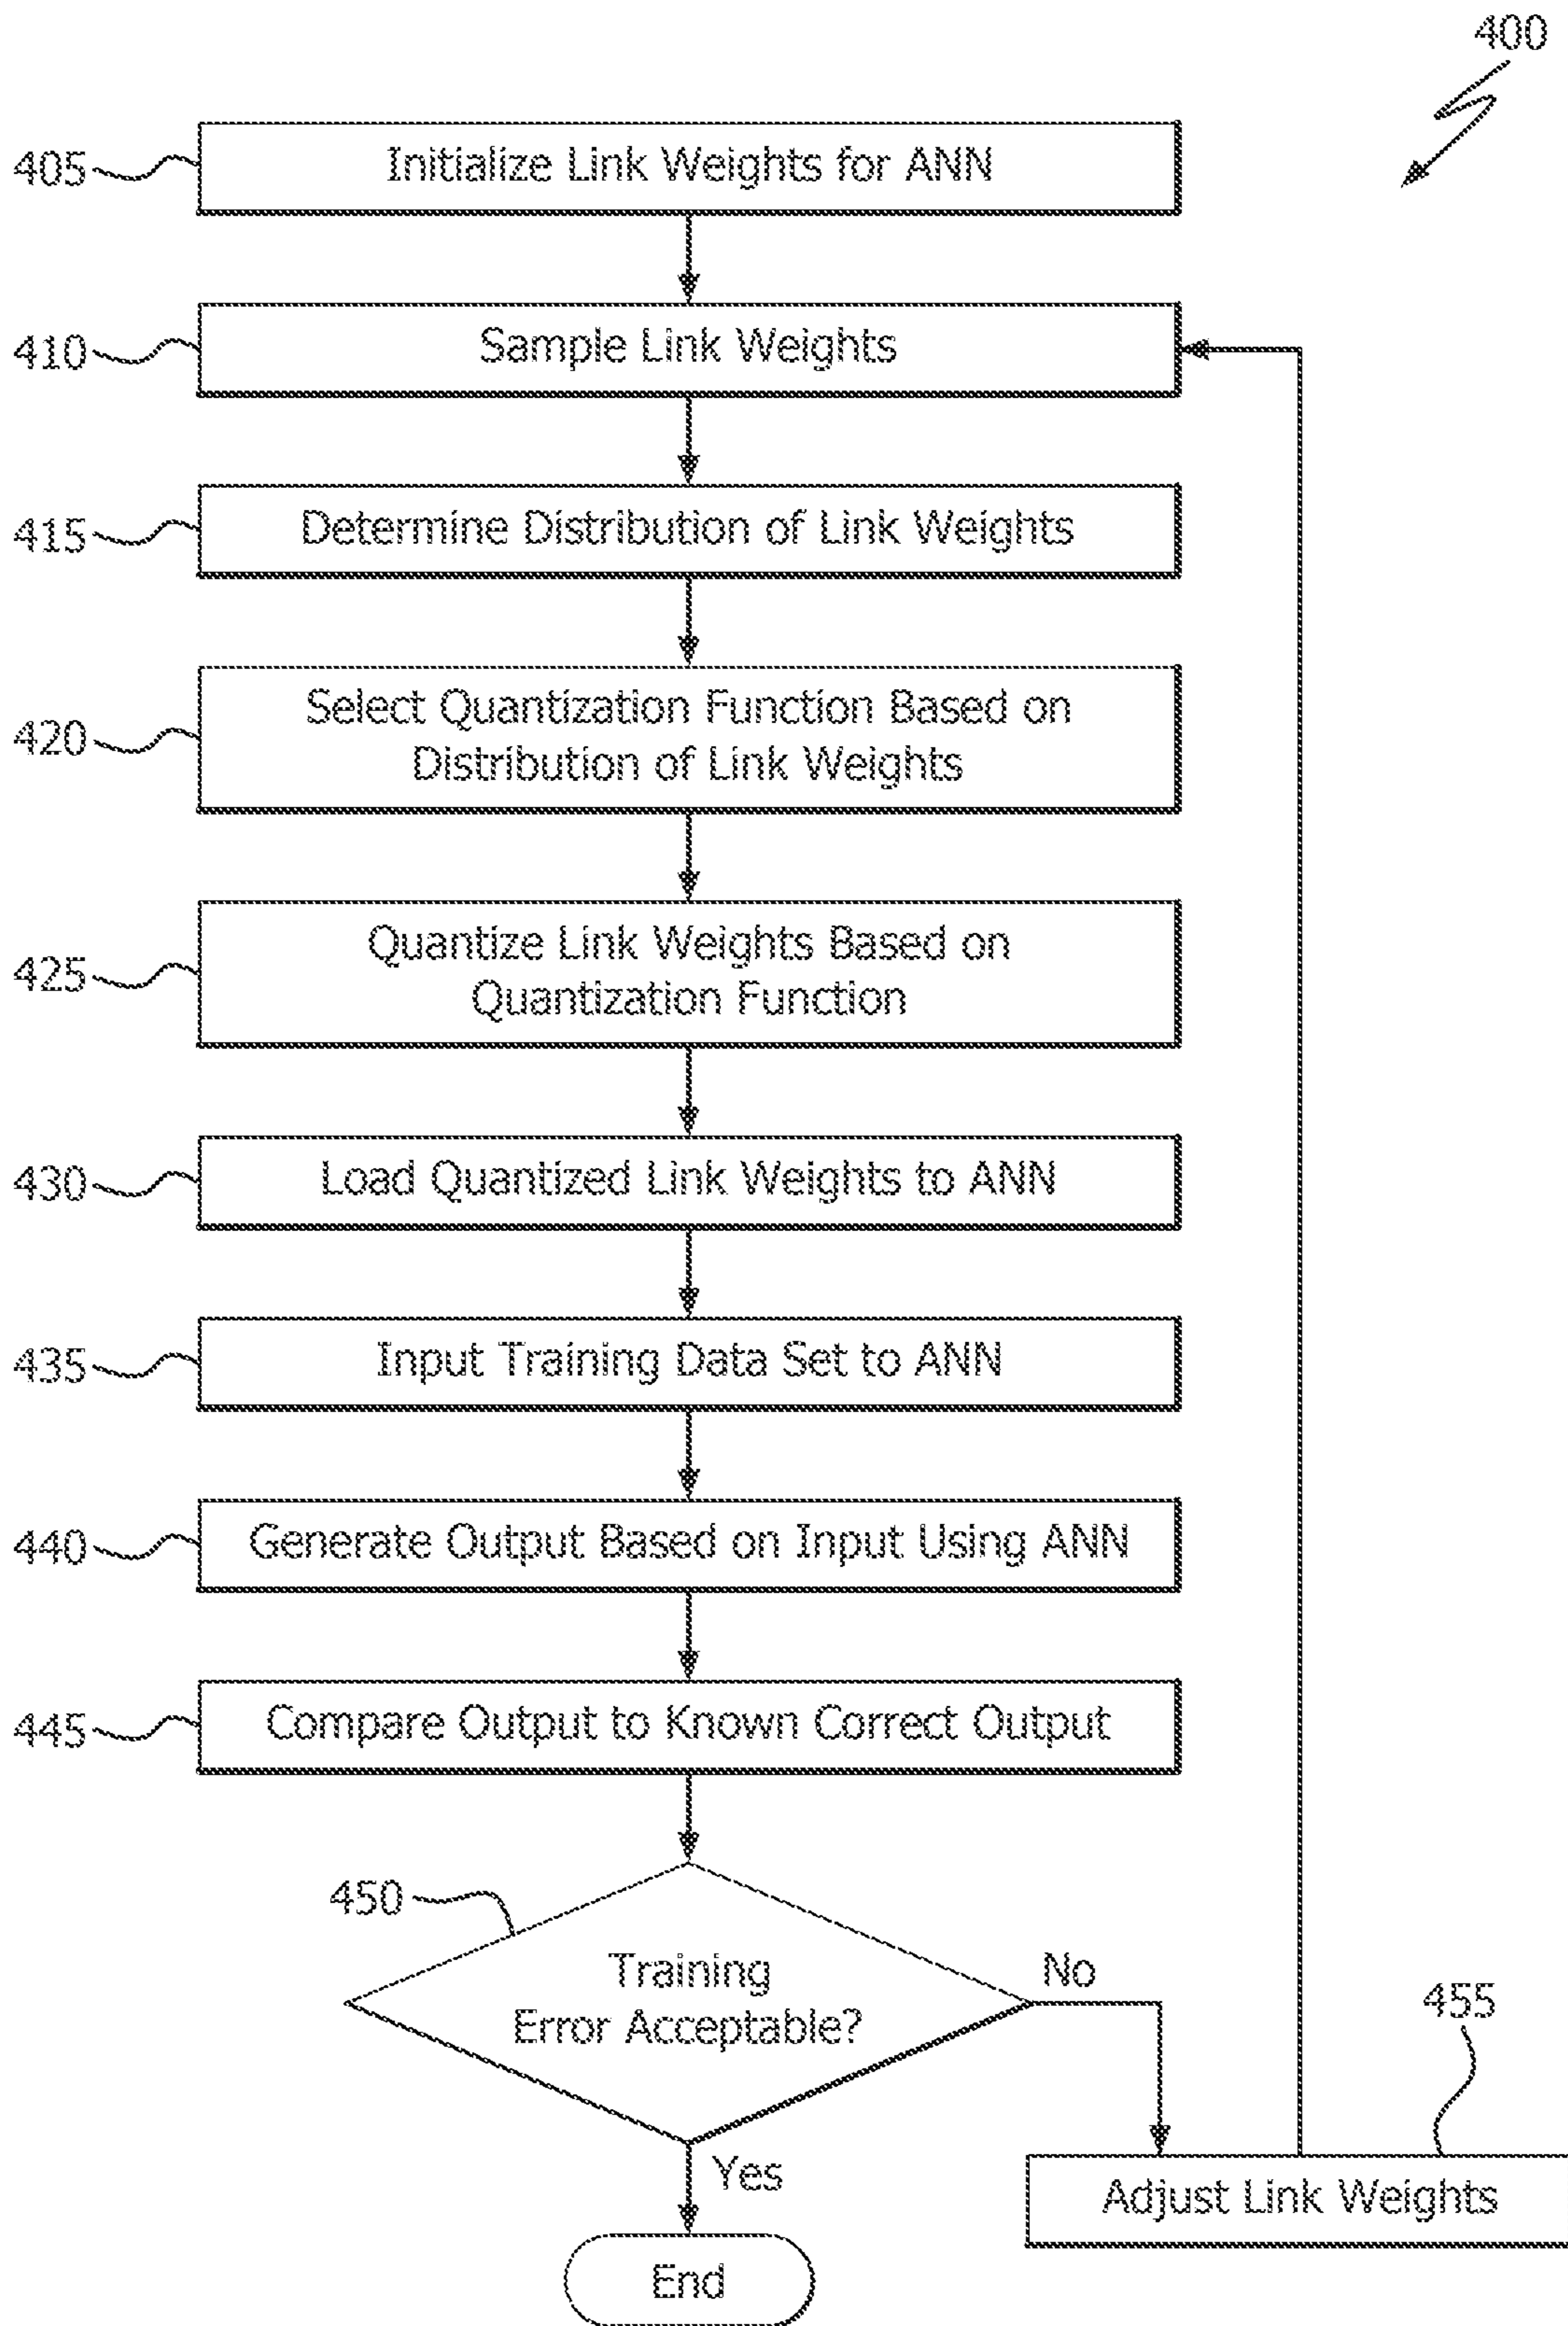 400
405
Initialize Link Weights for ANN
410
Sample Link Weights
415
Determine Distribution of Link Weights
420
Select Quantization Function Based on
Distribution of Link Weights
425
Quantize Link Weights Based on
Quantization Function
430
Load Quantized Link Weights to ANN
435
Input Training Data Set to ANN
440
Generate Output Based on Input Using ANN
445
Compare Output to Known Correct Output
450
Training
Error Acceptable?
No
455
Yes
Adjust Link Weights
End